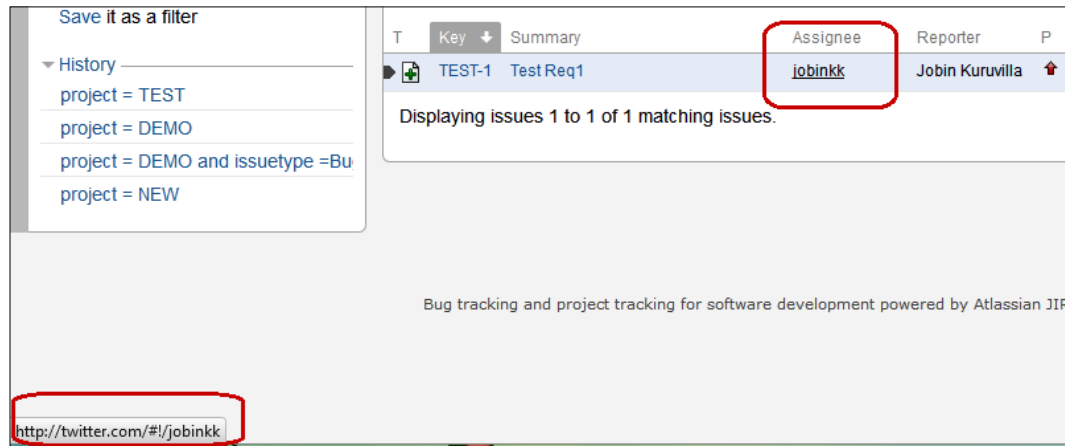 Save it as a filter
History
project = TEST
project = DEMO
project = DEMO and issuetype =Bu
project = NEW
T Key Summary Assignee Reporter P
TEST-1 Test Req1 jobinkk Jobin Kuruvilla
Displaying issues 1 to 1 of 1 matching issues.
Bug tracking and project tracking for software development powered by Atlassian JI
http://twitter.com/#!/jobinkk